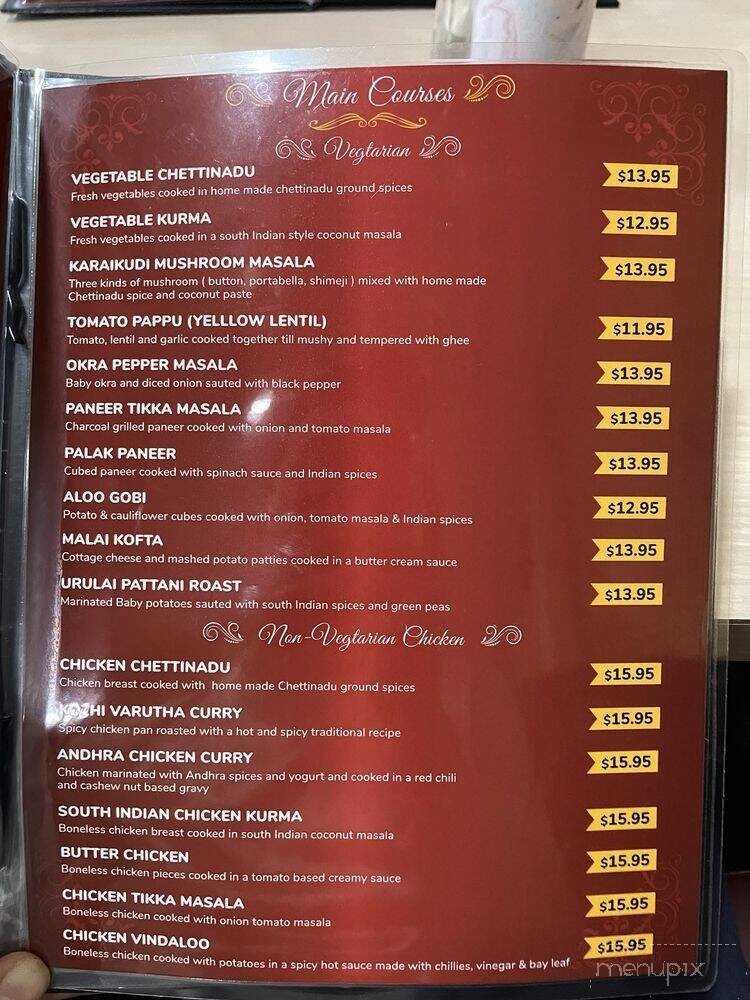 Main Courses
Vegtarian
VEGETABLE CHETTINADU $13.95
Fresh vegetables cooked in home made chettinadu ground spices
VEGETABLE KURMA $12.95
Fresh vegetables cooked in a south Indian style coconut masala
KARAIKUDI MUSHROOM MASALA $13.95
Three kinds of mushroom ( button, portabella, shimeji ) mixed with home made
Chettinadu spice and coconut paste
TOMATO PAPPU (YELLLOW LENTIL) $11.95
Tomato, lentil and garlic cooked together till mushy and tempered with ghee
OKRA PEPPER MASALA $13.95
Baby okra and diced onion sauted with black pepper
PANEER TIKKA MASALA $13.95
Charcoal grilled paneer cooked with onion and tomato masala
PALAK PANEER $13.95
Cubed paneer cooked with spinach sauce and Indian spices
ALOO GOBI $12.95
Potato & cauliflower cubes cooked with onion, tomato masala & Indian spices
MALAI KOFTA $13.95
Cottage cheese and mashed potato patties cooked in a butter cream sauce
URULAI PATTANI ROAST $13.95
Marinated Baby potatoes sauted with south Indian spices and green peas
Non-Vegtarian Chicken
CHICKEN CHETTINADU $15.95
Chicken breast cooked with home made Chettinadu ground spices
KOZHI VARUTHA CURRY $15.95
Spicy chicken pan roasted with a hot and spicy traditional recipe
ANDHRA CHICKEN CURRY $15.95
Chicken marinated with Andhra spices and yogurt and cooked in a red chili
and cashew nut based gravy
SOUTH INDIAN CHICKEN KURMA $15.95
Boneless chicken breast cooked in south Indian coconut masala
BUTTER CHICKEN $15.95
Boneless chicken pieces cooked in a tomato based creamy sauce
CHICKEN TIKKA MASALA $15.95
Boneless chicken cooked with onion tomato masala
CHICKEN VINDALOO $15.95
Boneless chicken cooked with potatoes in a spicy hot sauce made with chillies, vinegar & bay leaf
menupix